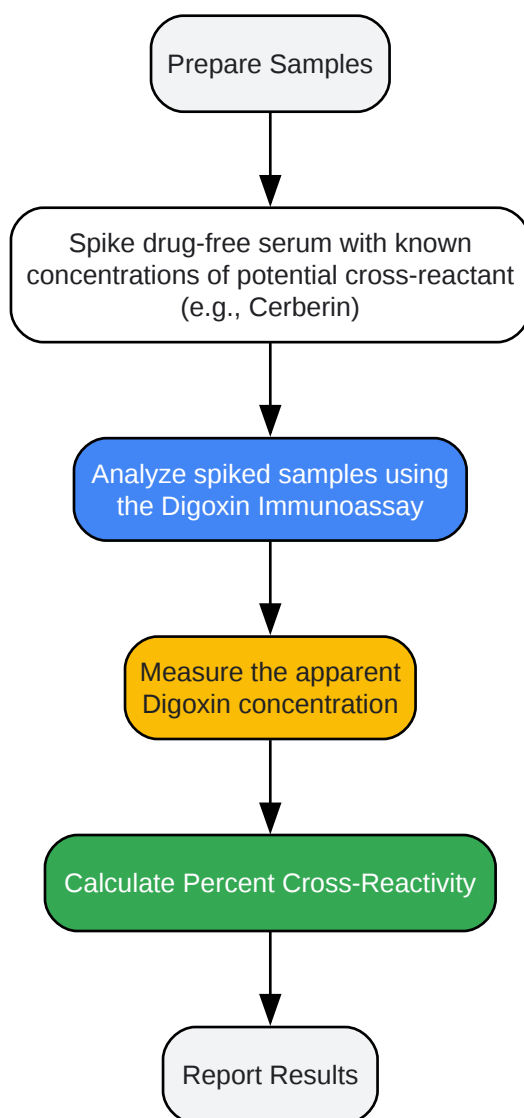 Prepare Samples
Spike drug-free serum with known
concentrations of potential cross-reactant
(e.g., Cerberin)
Analyze spiked samples using
the Digoxin Immunoassay
Measure the apparent
Digoxin concentration
Calculate Percent Cross-Reactivity
Report Results